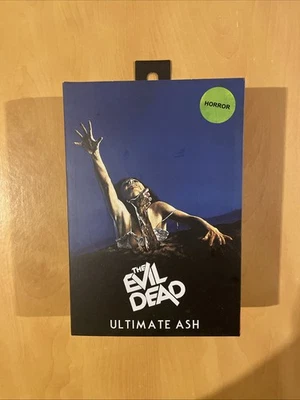 HORROR
THE
EVIL
DEAD
ULTIMATE ASH